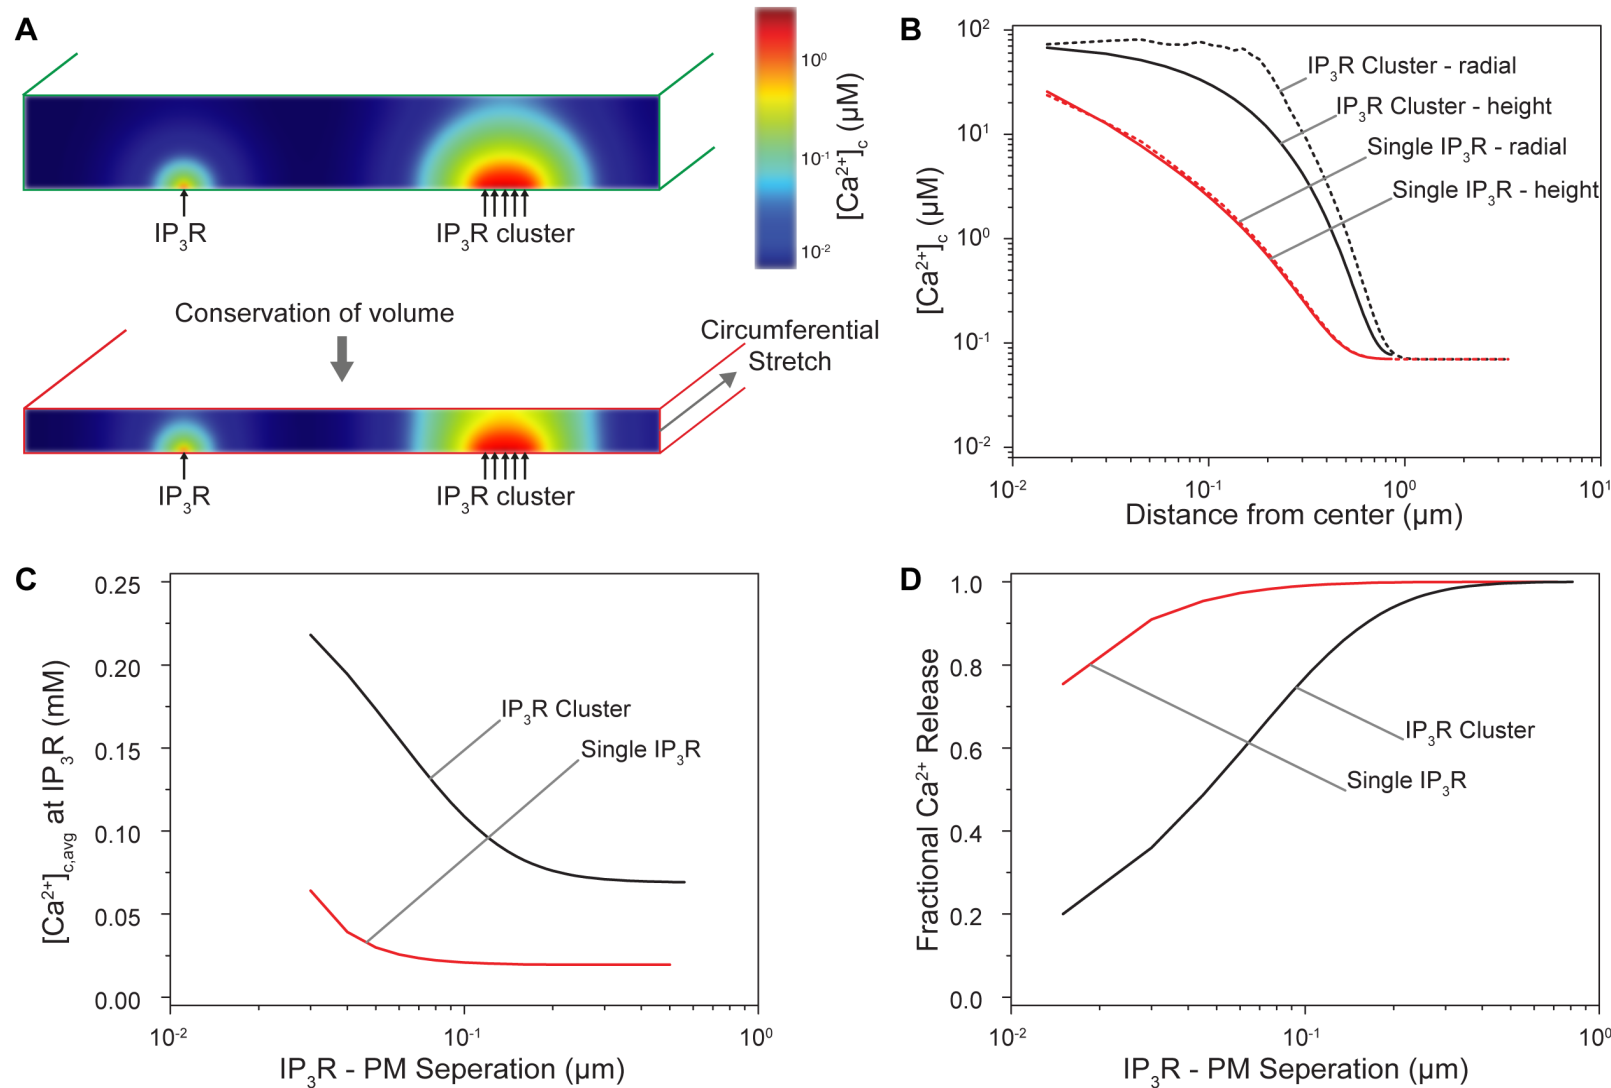 A
10⁰
10⁻¹
10⁻²
[Ca²⁺]c (µM)
IP₃R
IP₃R cluster
Conservation of volume
Circumferential
Stretch
IP₃R
IP₃R cluster
B
10²
10¹
10⁰
10⁻¹
10⁻²
[Ca²⁺]c (µM)
IP₃R Cluster - radial
IP₃R Cluster - height
Single IP₃R - radial
Single IP₃R - height
10⁻²
10⁻¹
10⁰
10¹
Distance from center (µm)
C
0.25
0.20
0.15
0.10
0.05
0.00
[Ca²⁺]c,avg at IP₃R (mM)
IP₃R Cluster
Single IP₃R
10⁻²
10⁻¹
10⁰
IP₃R - PM Seperation (µm)
D
1.0
0.8
0.6
0.4
0.2
0.0
Fractional Ca²⁺ Release
IP₃R Cluster
Single IP₃R
10⁻²
10⁻¹
10⁰
IP₃R - PM Seperation (µm)